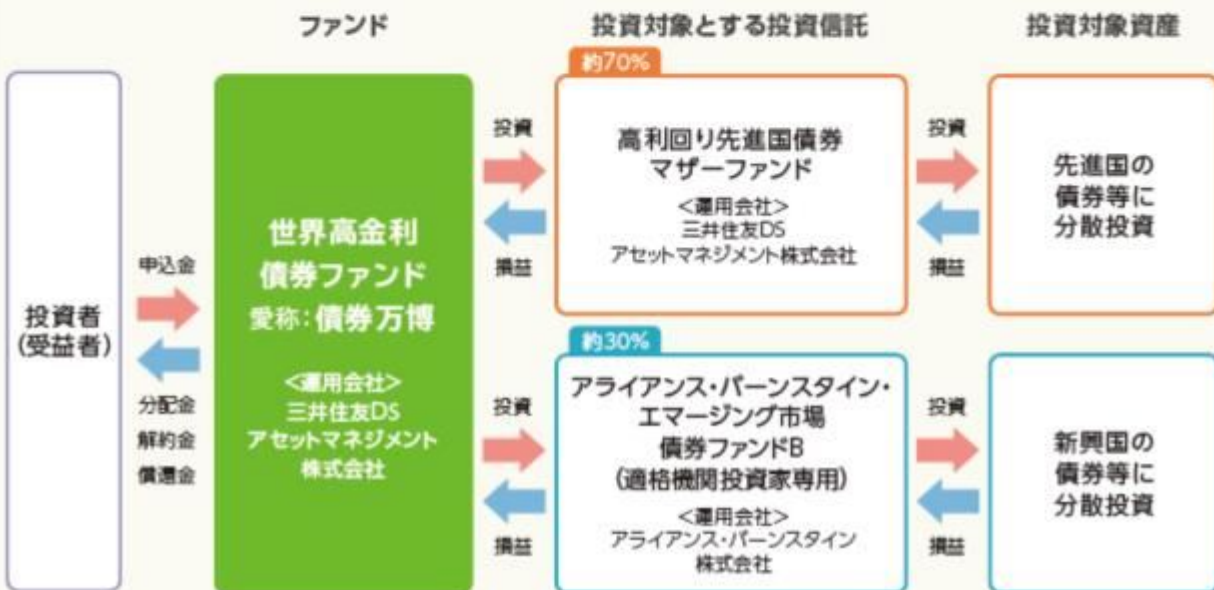 ファンド
投資対象とする投資信託
投資対象資産
投資者
(受益者)
申込金
分配金
解約金
償還金
世界高金利
債券ファンド
愛称:債券万博
<運用会社>
三井住友DS
アセットマネジメント
株式会社
投資
損益
約70%
高利回り先進国債券
マザーファンド
<運用会社>
三井住友DS
アセットマネジメント株式会社
投資
損益
先進国の
債券等に
分散投資
投資
損益
約30%
アライアンス・バーンスタイン・
エマージング市場
債券ファンドB
(適格機関投資家専用)
<運用会社>
アライアンス・バーンスタイン
株式会社
投資
損益
新興国の
債券等に
分散投資